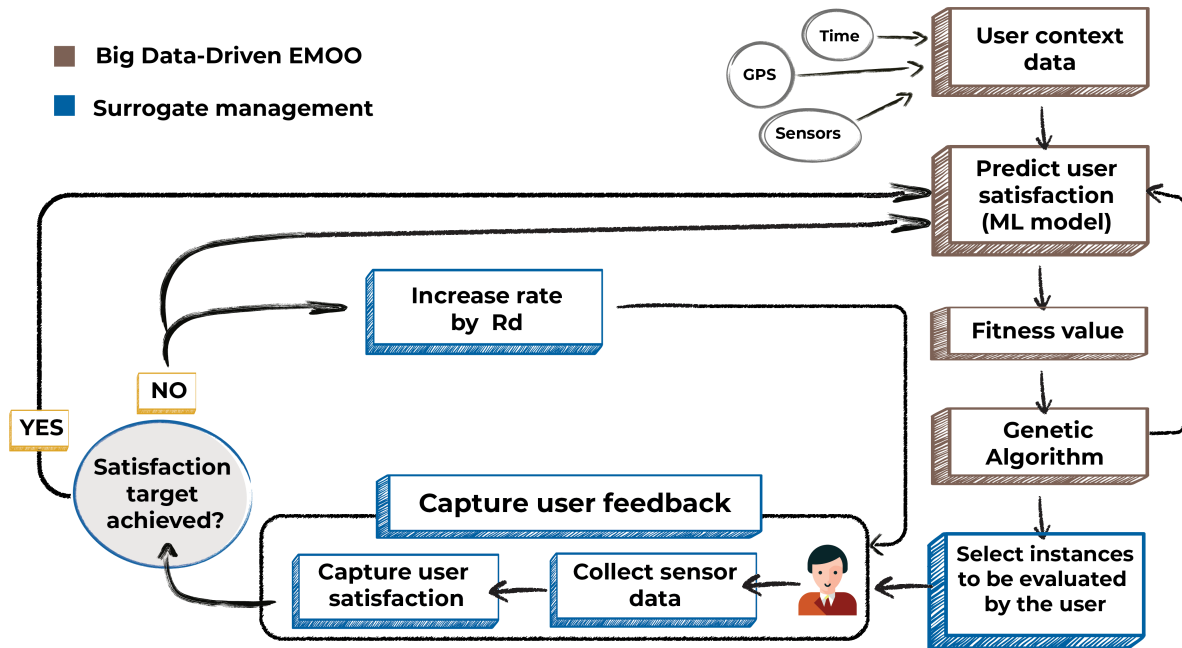 Big Data-Driven EMOO
Surrogate management
Time
GPS
Sensors
User context
data
Predict user
satisfaction
(ML model)
Increase rate
by Rd
Fitness value
NO
YES
Genetic
Algorithm
Satisfaction
target
achieved?
Capture user feedback
Capture user
satisfaction
Collect sensor
data
Select instances
to be evaluated
by the user